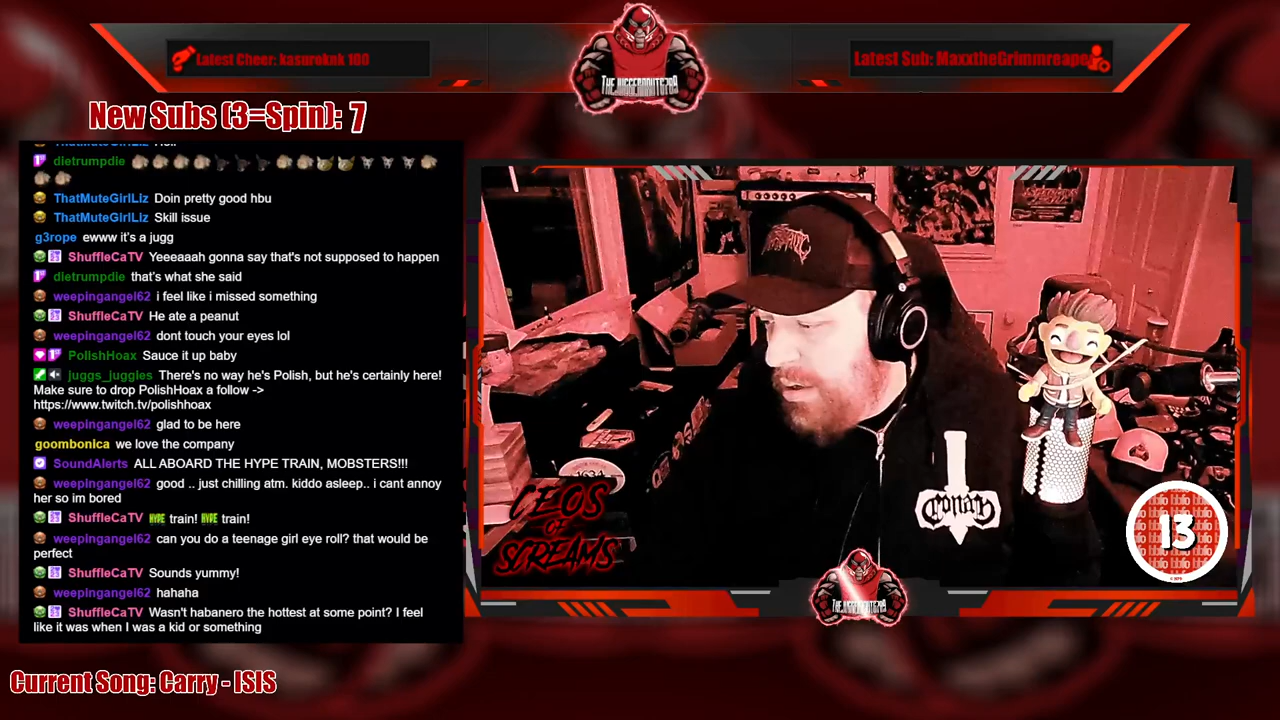 Latest Cheer: kasuroknk 100
THEJUGGERNAUT6789
Latest Sub: MaxxtheGrimmreape
New Subs (3=Spin): 7
dietrumpdie
ThatMuteGirlLiz Doin pretty good hbu
ThatMuteGirlLiz Skill issue
g3rope ewww it's a jugg
ShuffleCaTV Yeeeaaah gonna say that's not supposed to happen
dietrumpdie that's what she said
weepingangel62 i feel like i missed something
ShuffleCaTV He ate a peanut
weepingangel62 dont touch your eyes lol
PolishHoax Sauce it up baby
juggs_juggies There's no way he's Polish, but he's certainly here!
Make sure to drop PolishHoax a follow ->
https://www.twitch.tv/polishhoax
weepingangel62 glad to be here
goombonica we love the company
SoundAlerts ALL ABOARD THE HYPE TRAIN, MOBSTERS!!!
weepingangel62 good .. just chilling atm. kiddo asleep.. i cant annoy
her so im bored
ShuffleCaTV HYPE train! HYPE train!
weepingangel62 can you do a teenage girl eye roll? that would be
perfect
ShuffleCaTV Sounds yummy!
weepingangel62 hahaha
ShuffleCaTV Wasn't habanero the hottest at some point? I feel
like it was when I was a kid or something
CONAN
CEOS
OF
SCREAMS
13
Current Song: Carry - ISIS